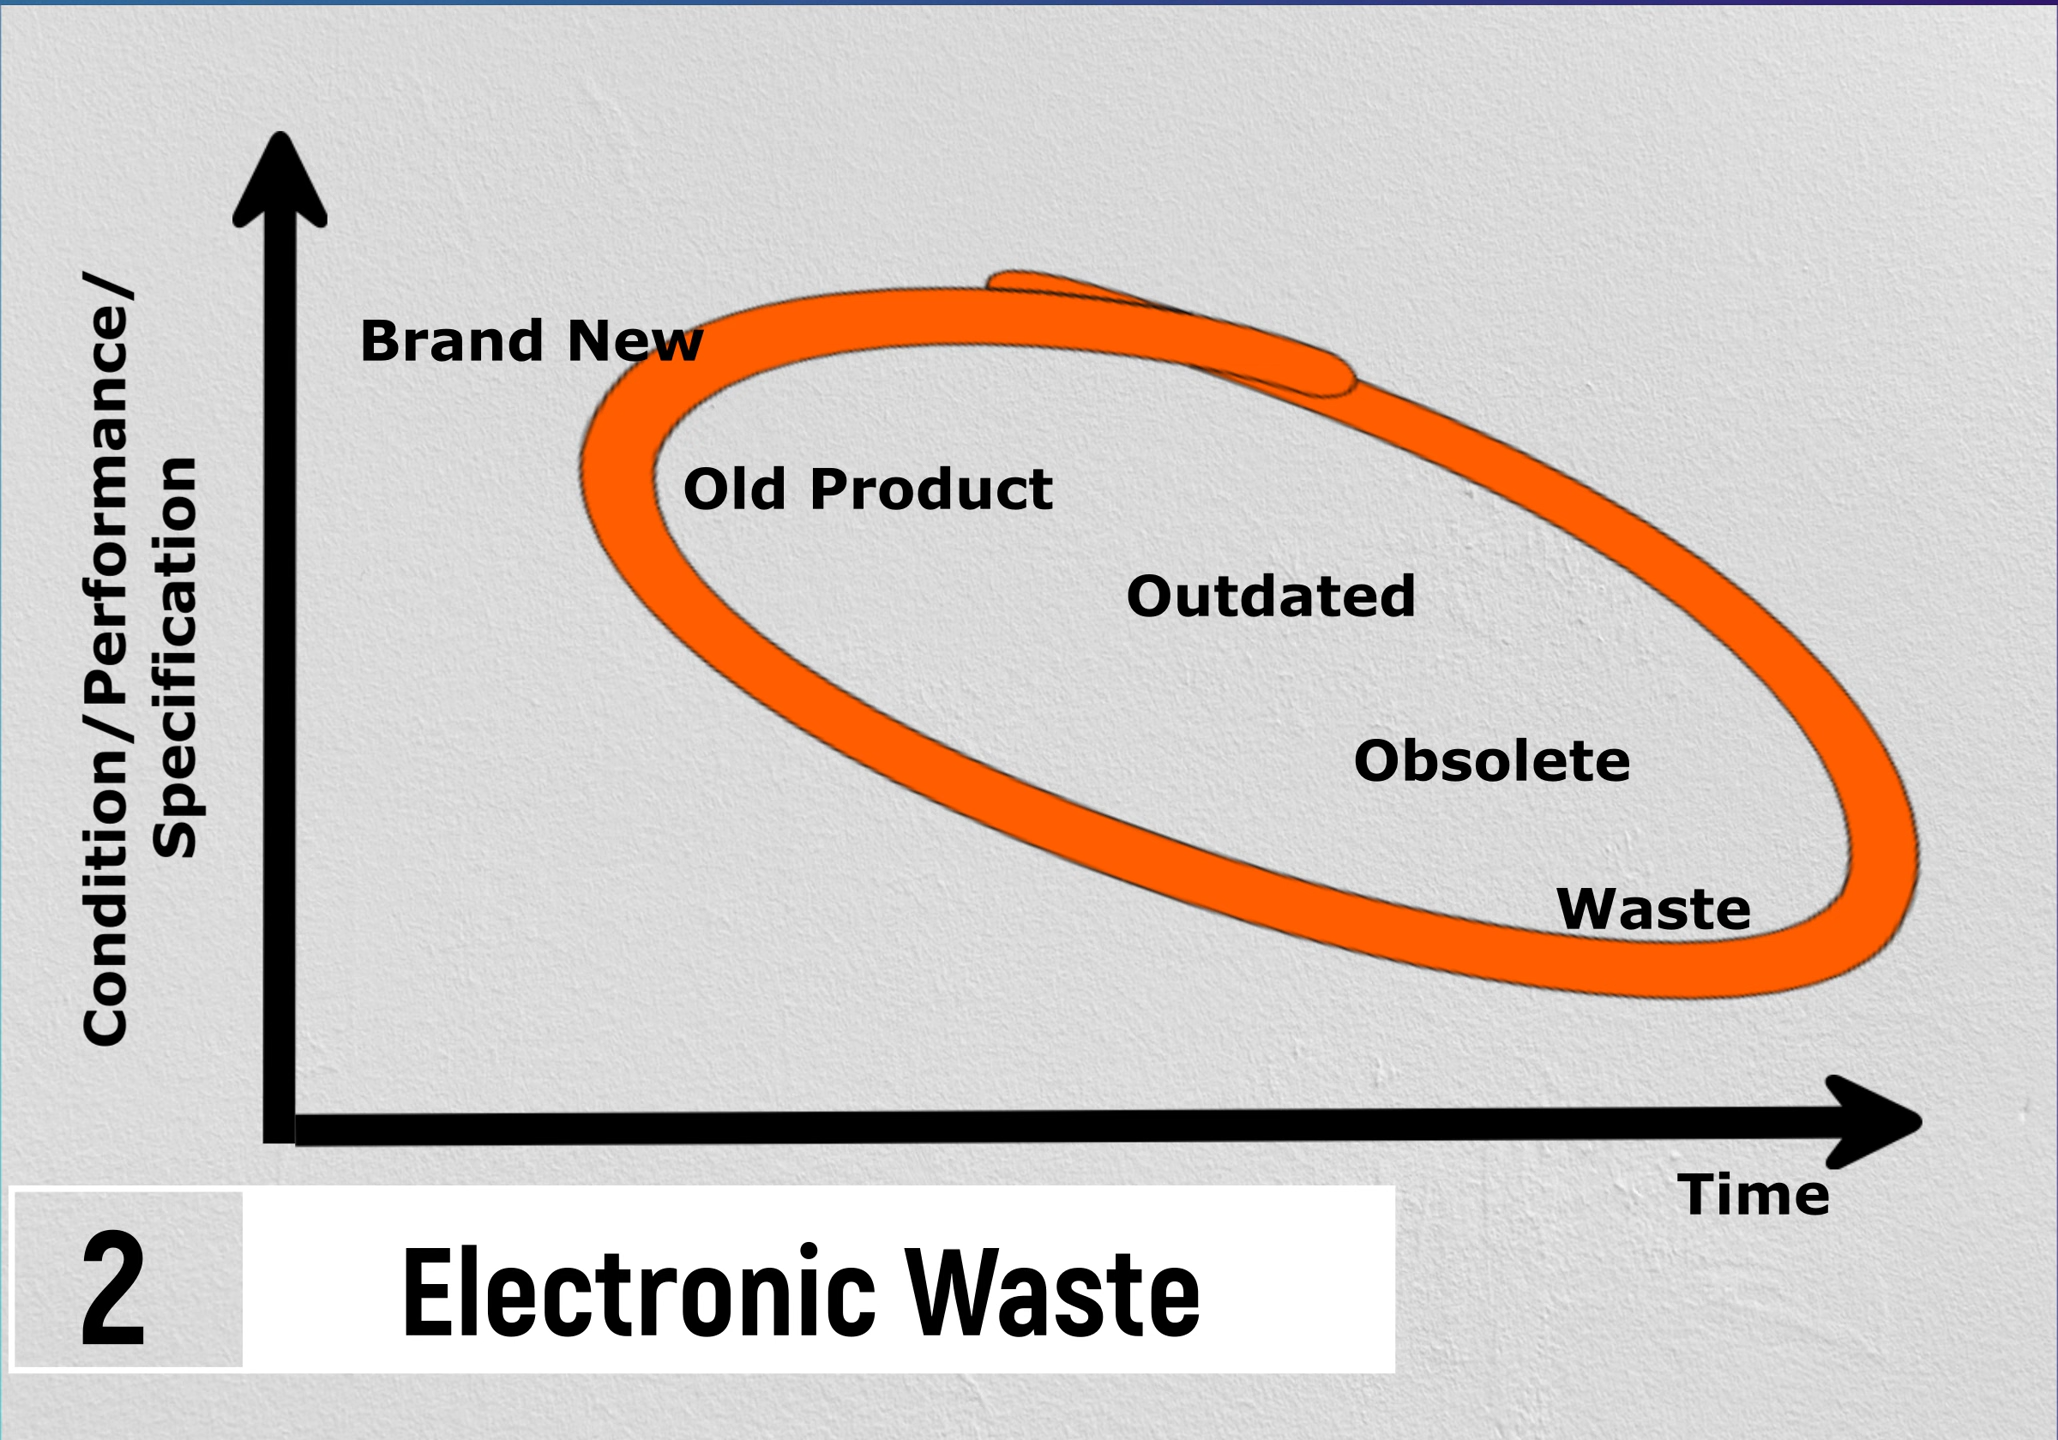 Condition/Performance/
Specification
Brand New
Old Product
Outdated
Obsolete
Waste
Time
2
Electronic Waste